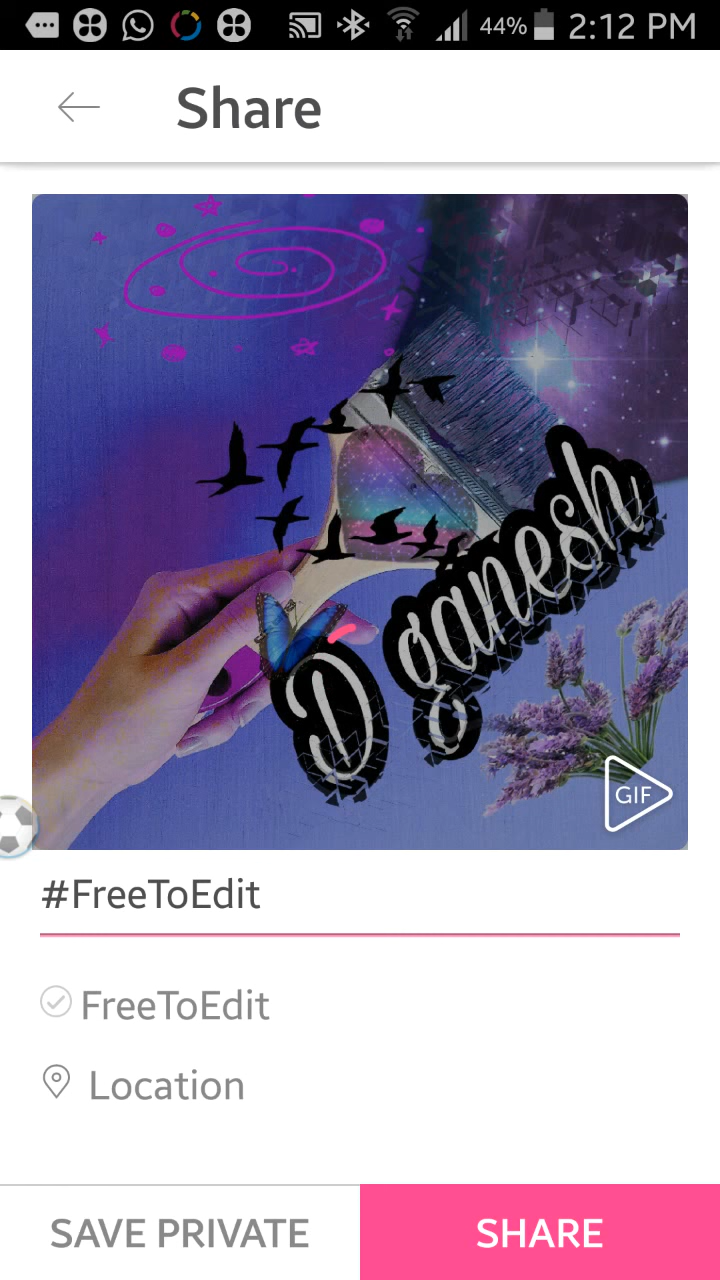 44% 2:12 PM
Share
D ganesh
GIF
#FreeToEdit
FreeToEdit
Location
SAVE PRIVATE
SHARE